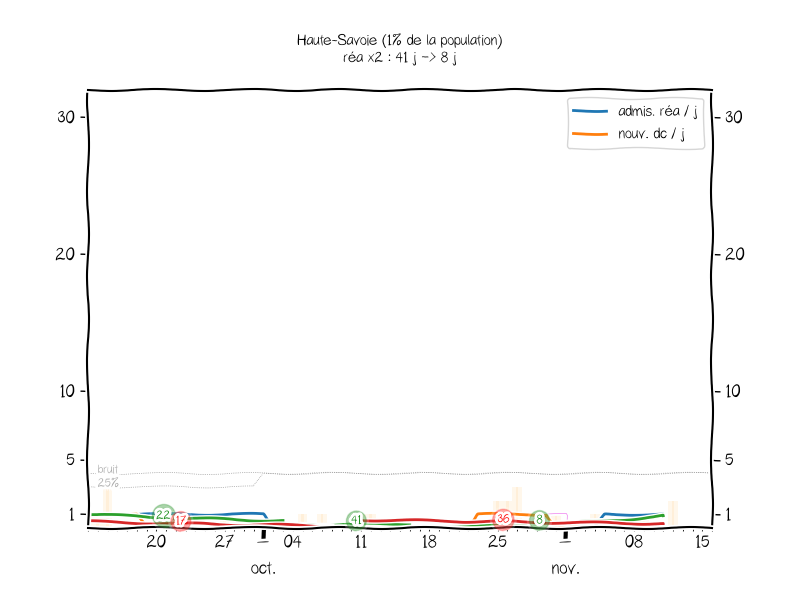 Haute-Savoie (1% de la population)
réa x2 : 41 j -> 8 j
admis. réa / j
nouv. dc / j
30 30
20 20
10 10
5 5
bruit
25%
1 1
22 17 41 36 8
20 27 1 04 11 18 25 1 08 15
oct. nov.